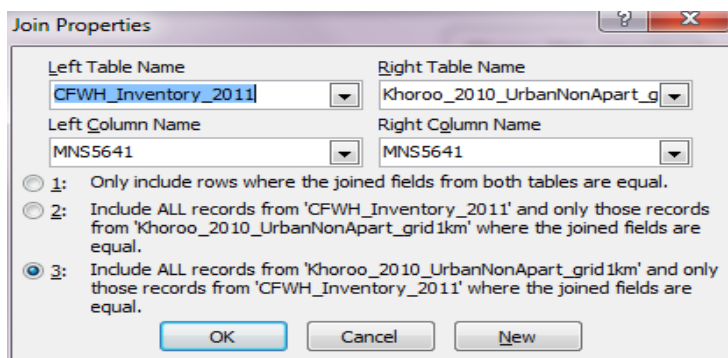 Join Properties
Left Table Name Right Table Name
CFWH_Inventory_2011 Khoroo_2010_UrbanNonApart_g
Left Column Name Right Column Name
MNS5641 MNS5641
1: Only include rows where the joined fields from both tables are equal.
2: Include ALL records from 'CFWH_Inventory_2011' and only those records
from 'Khoroo_2010_UrbanNonApart_grid1km' where the joined fields are
equal.
3: Include ALL records from 'Khoroo_2010_UrbanNonApart_grid1km' and only
those records from 'CFWH_Inventory_2011' where the joined fields are
equal.
OK Cancel New